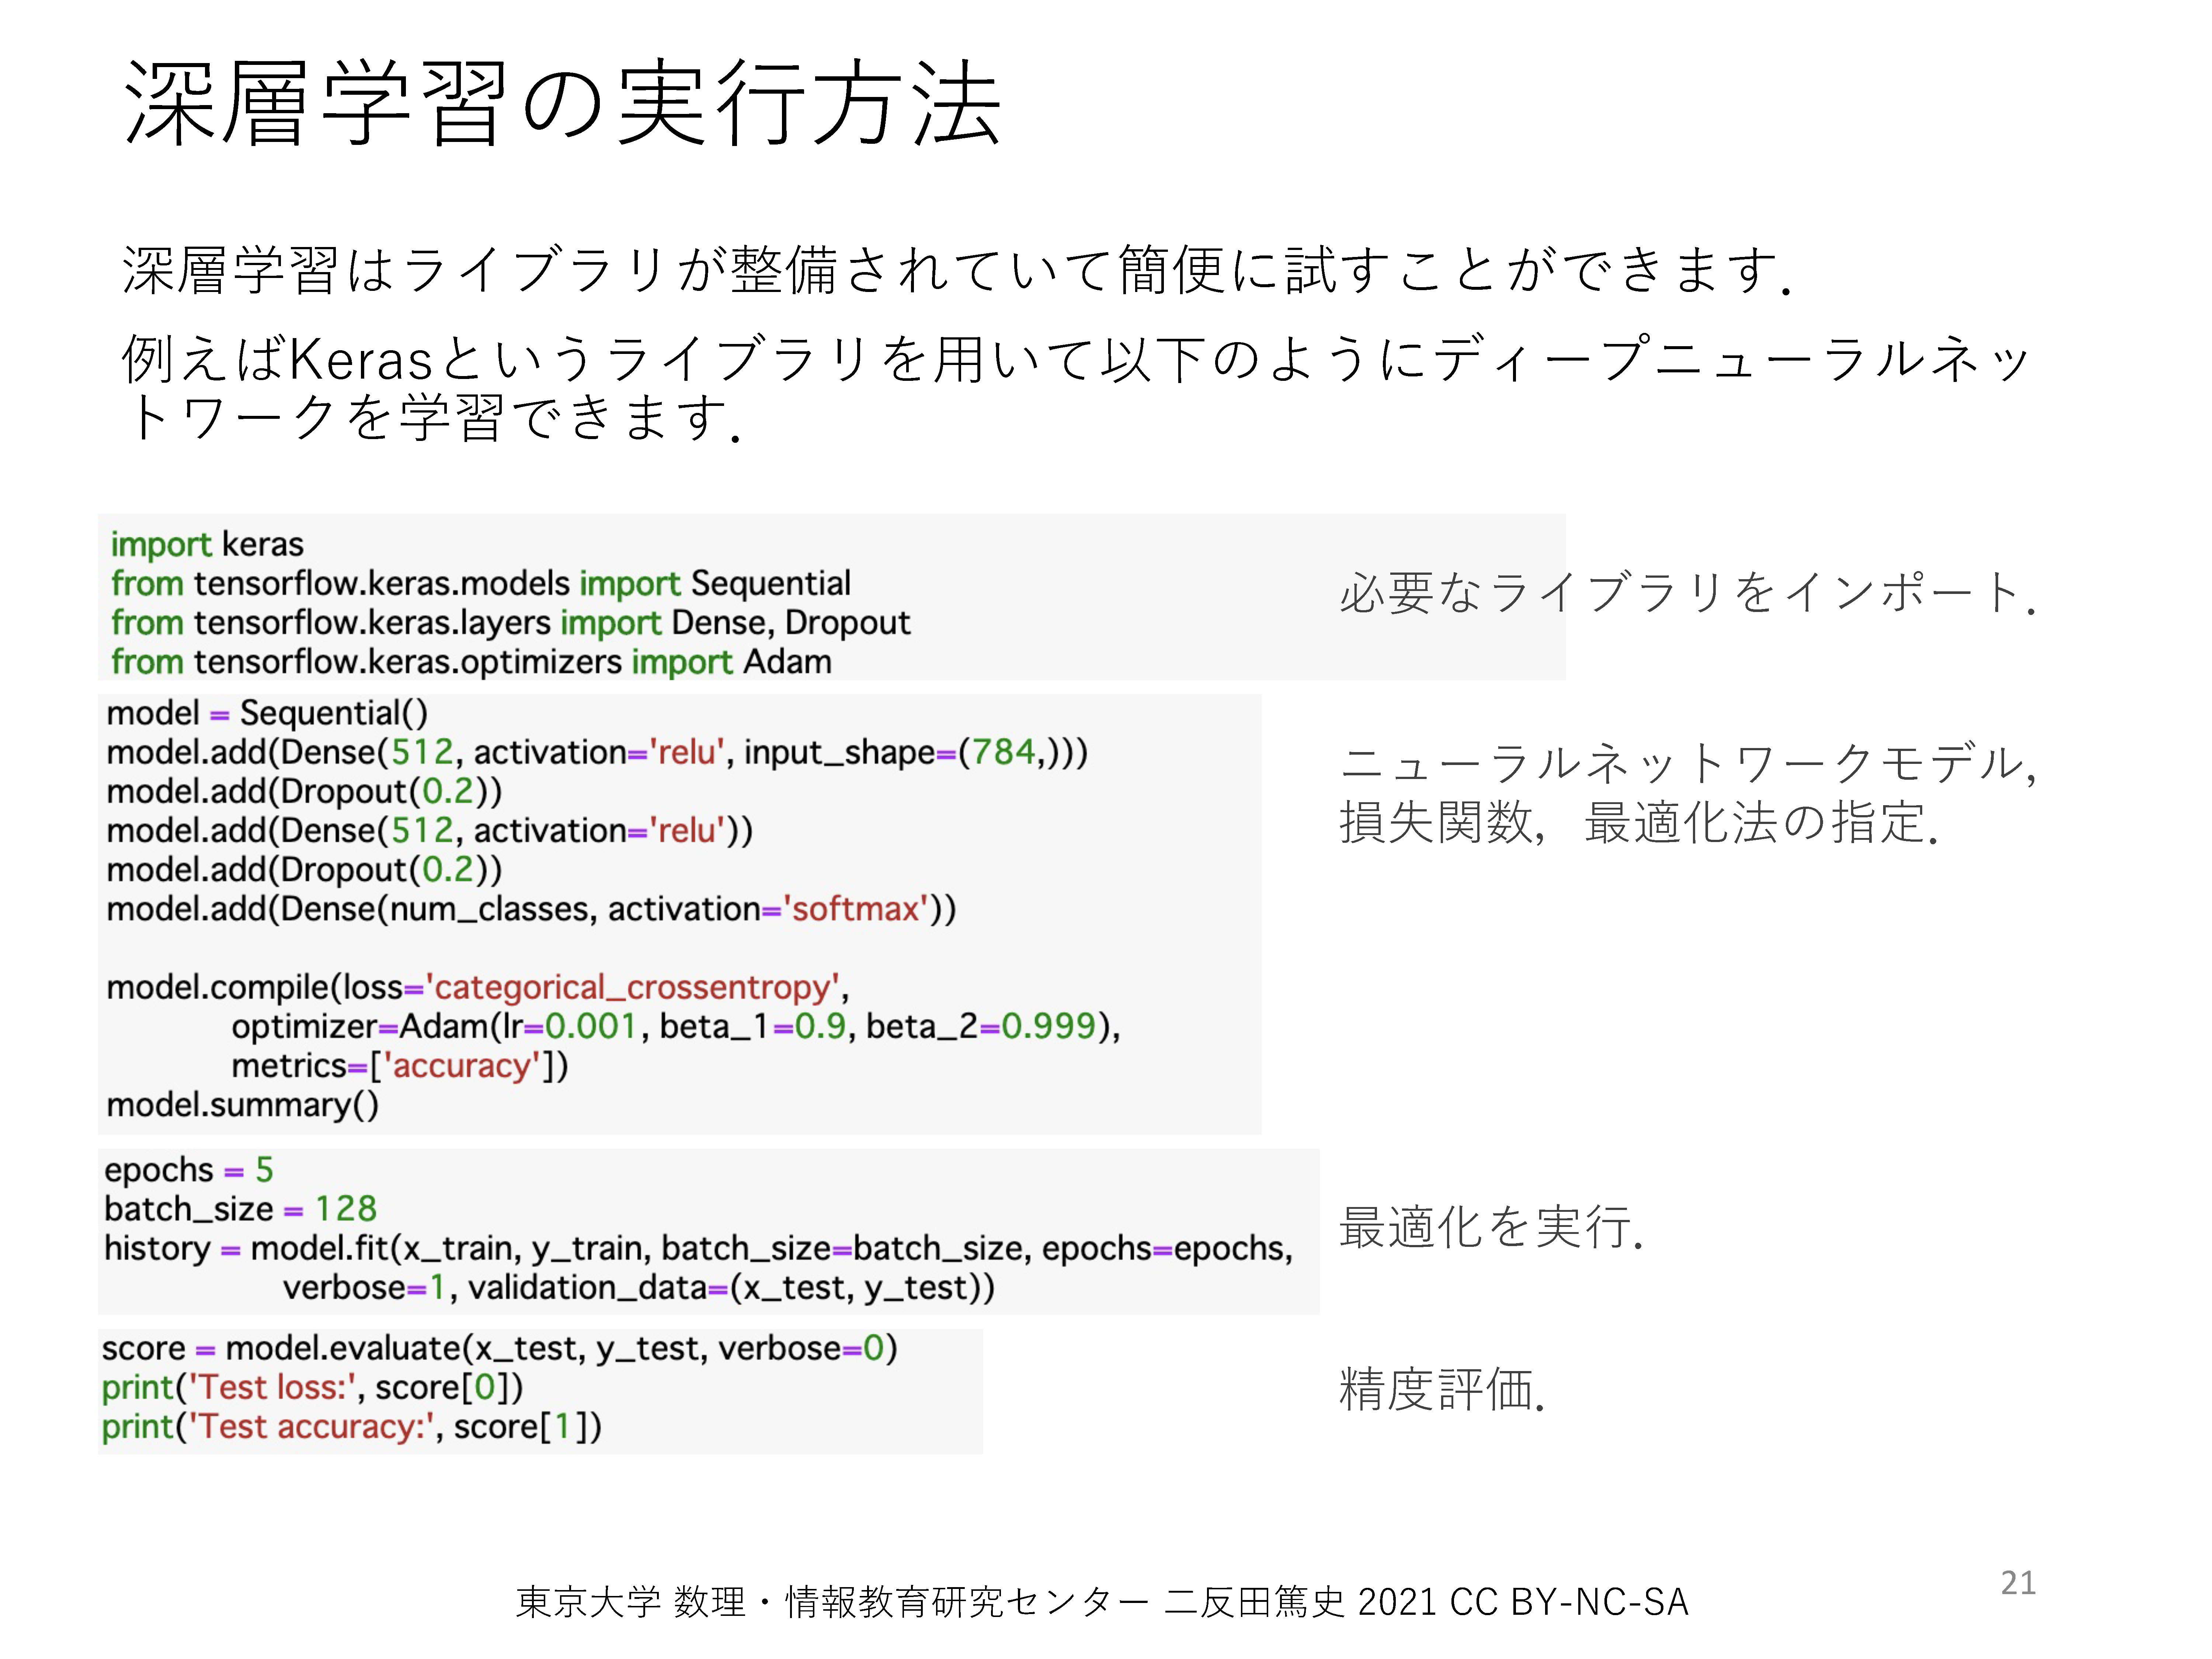 深層学習の実行方法
深層学習はライブラリが整備されていて簡便に試すことができます．
例えばKerasというライブラリを用いて以下のようにディープニューラルネッ
トワークを学習できます．
import keras
from tensorflow.keras.models import Sequential
from tensorflow.keras.layers import Dense, Dropout
from tensorflow.keras.optimizers import Adam
必要なライブラリをインポート．
model = Sequential()
model.add(Dense(512, activation='relu', input_shape=(784,)))
model.add(Dropout(0.2))
model.add(Dense(512, activation='relu'))
model.add(Dropout(0.2))
model.add(Dense(num_classes, activation='softmax'))
model.compile(loss='categorical_crossentropy',
optimizer=Adam(lr=0.001, beta_1=0.9, beta_2=0.999),
metrics=['accuracy'])
model.summary()
ニューラルネットワークモデル，
損失関数，最適化法の指定．
epochs = 5
batch_size = 128
history = model.fit(x_train, y_train, batch_size=batch_size, epochs=epochs,
verbose=1, validation_data=(x_test, y_test))
最適化を実行．
score = model.evaluate(x_test, y_test, verbose=0)
print('Test loss:', score[0])
print('Test accuracy:', score[1])
精度評価．
東京大学 数理・情報教育研究センター 二反田篤史 2021 CC BY-NC-SA
21